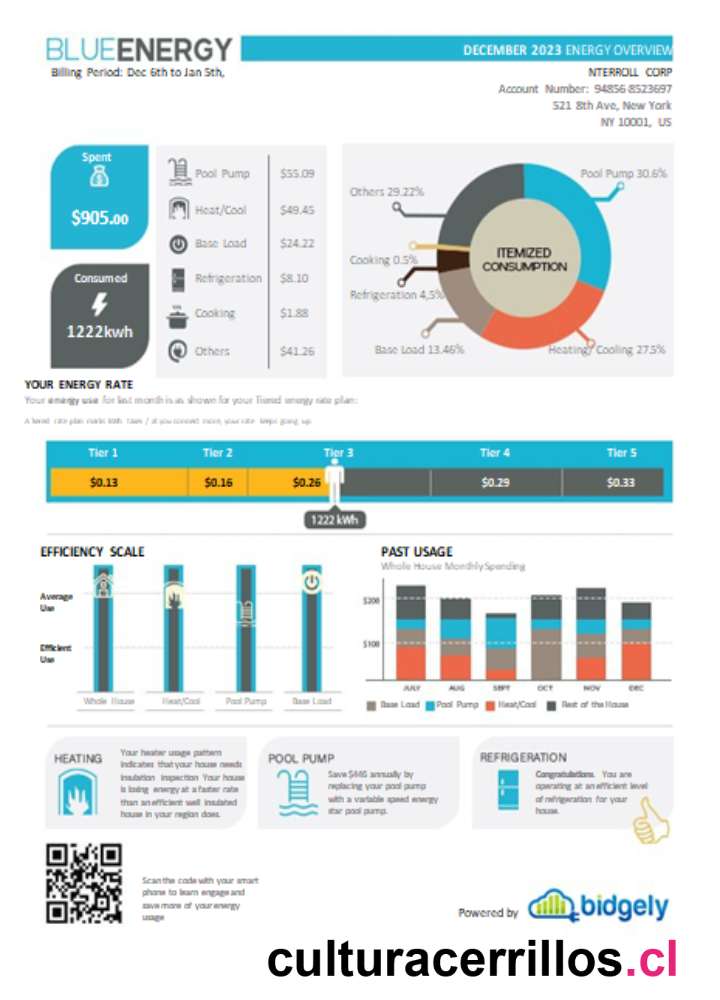 BLUEENERGY
DECEMBER 2023 ENERGY OVERVIEW
Billing Period: Dec 6th to Jan 5th,
NTERROLL CORP
Account Number: 94856-8523697
521 8th Ave, New York
NY 10001, US
Spent
$905.00
Consumed
1222kwh
Pool Pump $55.09
Heat/Cool $49.45
Base Load $24.22
Refrigeration $8.10
Cooking $1.88
Others $41.26
Pool Pump 30.6%
Others 29.22%
ITEMIZED
CONSUMPTION
Cooking 0.5%
Refrigeration 4,5%
Base Load 13.46%
Heating/ Cooling 27.5%
YOUR ENERGY RATE
Your energy use for last month is as shown for your Tiered energy rate plan:
A tiered rate plan
your rate keeps going up
Tier 1 Tier 2 Tier 3 Tier 4 Tier 5
$0.13 $0.16 $0.26 $0.29 $0.33
1222 kWh
EFFICIENCY SCALE
Average
Use
Efficient
Use
Whole House Heat/Cool Pool Pump Base Load
PAST USAGE
Whole House Monthly Spending
$200
$100
JULY AUG SEPT OCT NOV DEC
Base Load Pool Pump Heat/Cool Rest of the House
HEATING
Your heater usage pattern
indicates that your house needs
insulation inspection Your house
is losing energy at a faster rate
than an efficient well insulated
house in your region does.
POOL PUMP
Save $446 annually by
replacing your pool pump
with a variable speed energy
star pool pump.
REFRIGERATION
Congratulations. You are
operating at an efficient level
of refrigeration for your
house.
Scan the code with your smart
phone to learn engage and
save more of your energy
usage
Powered by bidgely
culturacerrillos.cl